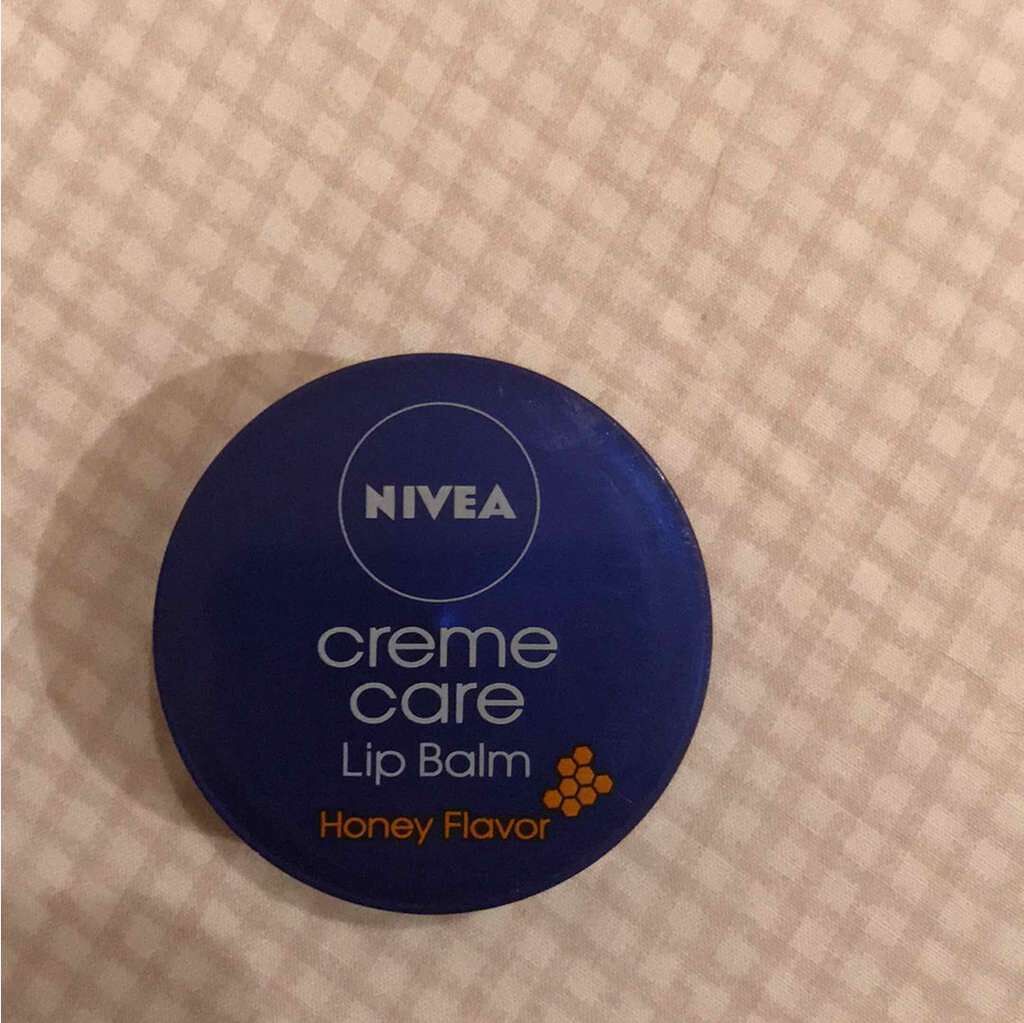 NIVEA
creme
care
Lip Balm
Honey Flavor